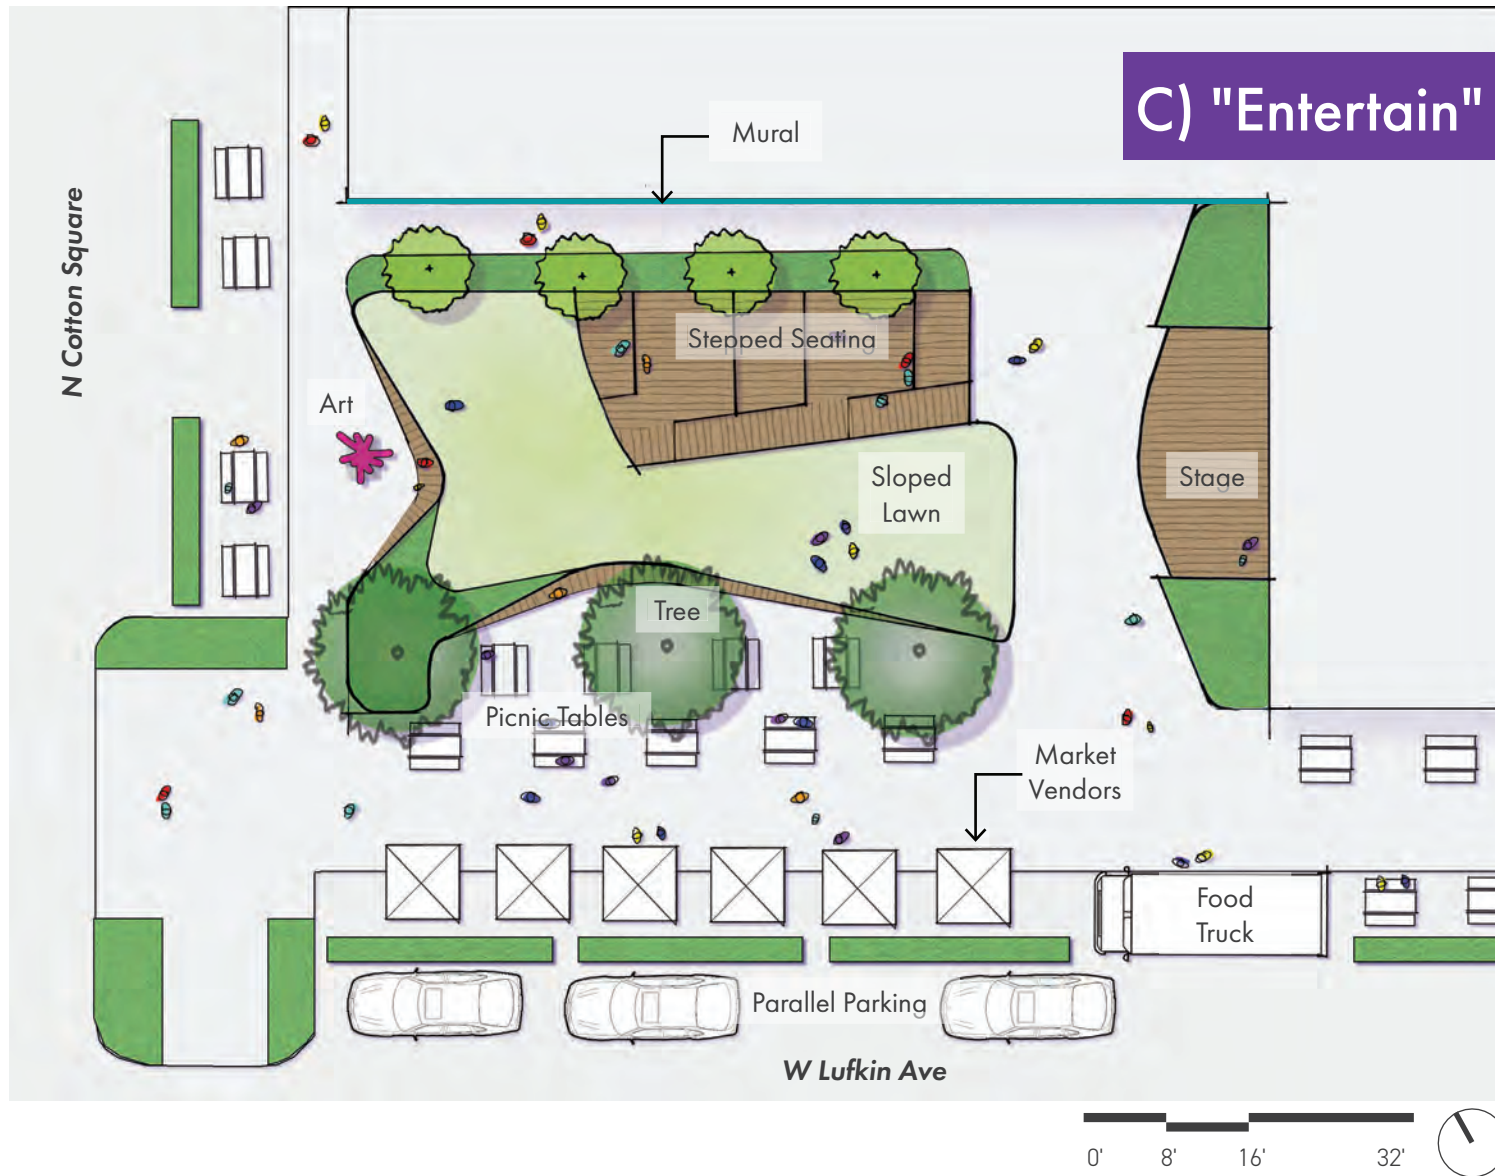 C) "Entertain"
Mural
N Cotton Square
Stepped Seating
Art
Sloped
Lawn
Stage
Tree
Picnic Tables
Market
Vendors
Food
Truck
Parallel Parking
W Lufkin Ave
0' 8' 16' 32'